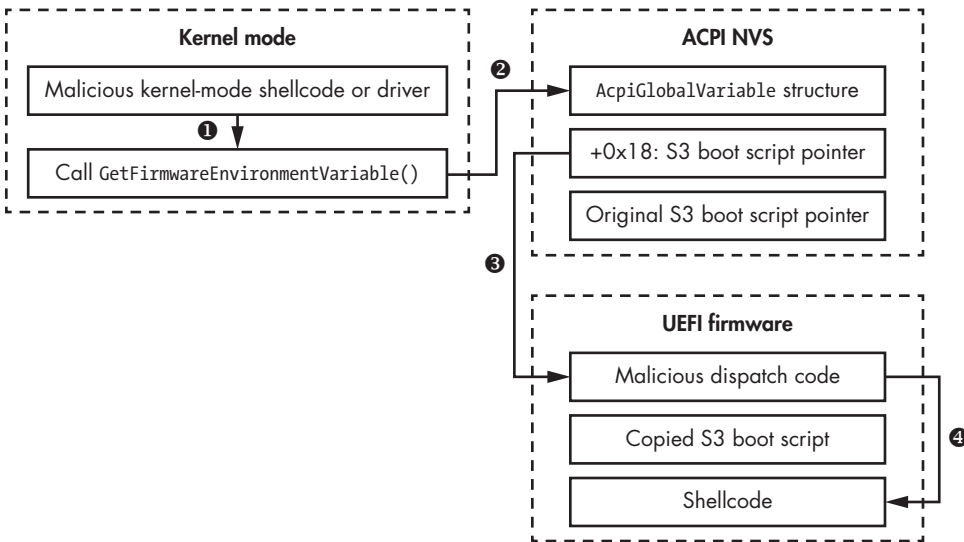 Kernel mode
Malicious kernel-mode shellcode or driver
❶
Call GetFirmwareEnvironmentVariable()
❷
ACPI NVS
AcpiGlobalVariable structure
+0x18: S3 boot script pointer
Original S3 boot script pointer
❸
UEFI firmware
Malicious dispatch code
Copied S3 boot script
❹
Shellcode